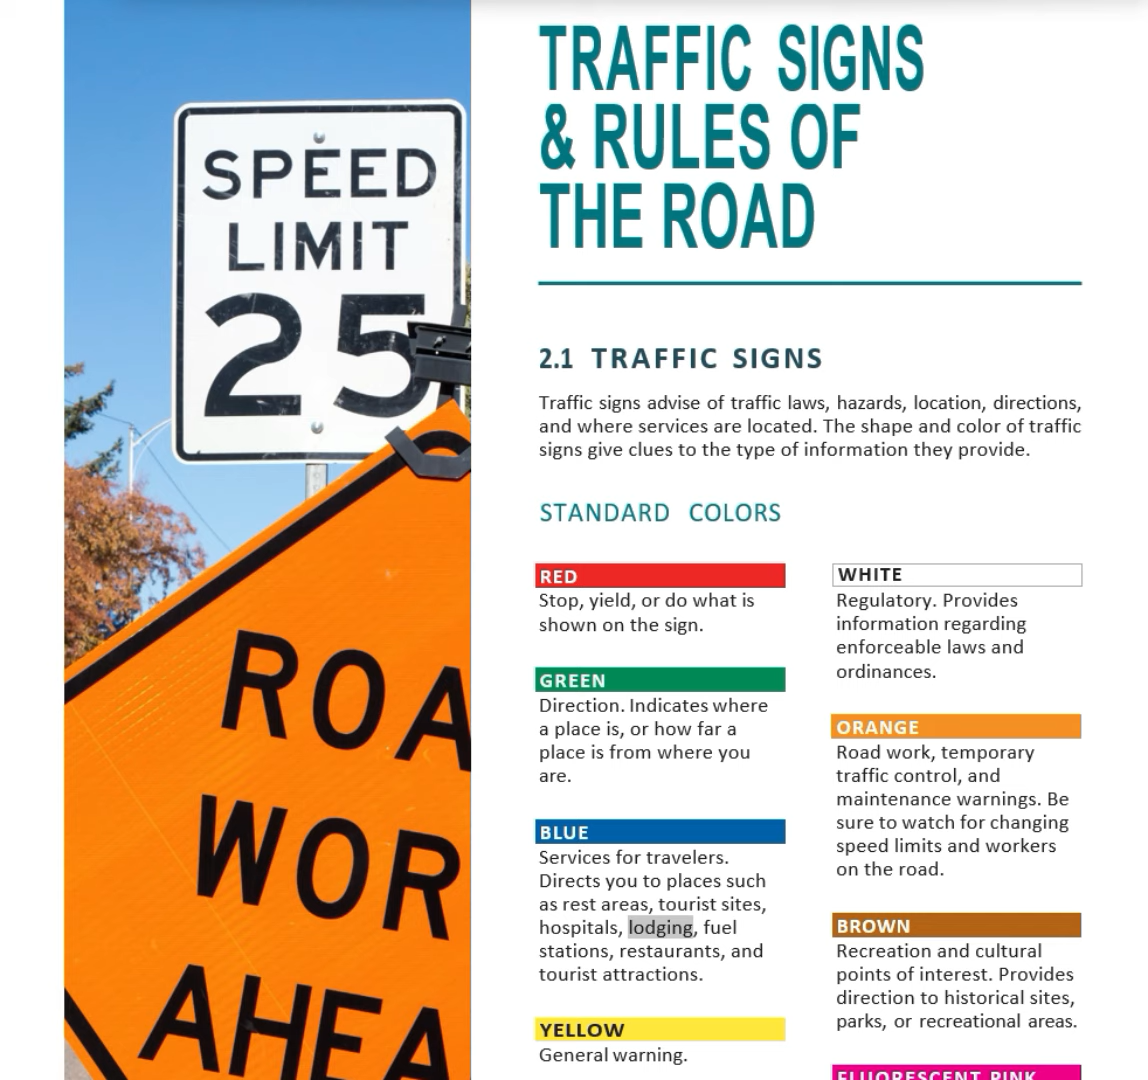 SPEED
LIMIT
25
ROA
WOR
AHEA
TRAFFIC SIGNS
& RULES OF
THE ROAD
2.1 TRAFFIC SIGNS
Traffic signs advise of traffic laws, hazards, location, directions,
and where services are located. The shape and color of traffic
signs give clues to the type of information they provide.
STANDARD COLORS
RED
Stop, yield, or do what is
shown on the sign.
GREEN
Direction. Indicates where
a place is, or how far a
place is from where you
are.
BLUE
Services for travelers.
Directs you to places such
as rest areas, tourist sites,
hospitals, lodging, fuel
stations, restaurants, and
tourist attractions.
YELLOW
General warning.
WHITE
Regulatory. Provides
information regarding
enforceable laws and
ordinances.
ORANGE
Road work, temporary
traffic control, and
maintenance warnings. Be
sure to watch for changing
speed limits and workers
on the road.
BROWN
Recreation and cultural
points of interest. Provides
direction to historical sites,
parks, or recreational areas.
FLUORESCENT PINK